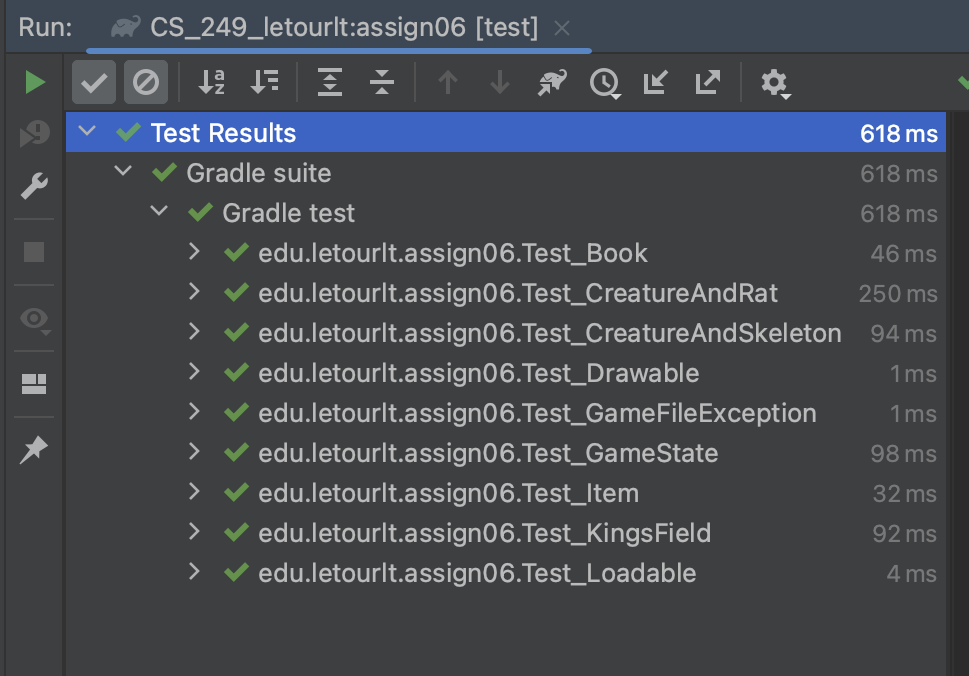 Run: CS_249_letourlt:assign06 [test]
Test Results 618 ms
Gradle suite 618 ms
Gradle test 618 ms
edu.letourlt.assign06.Test_Book 46 ms
edu.letourlt.assign06.Test_CreatureAndRat 250 ms
edu.letourlt.assign06.Test_CreatureAndSkeleton 94 ms
edu.letourlt.assign06.Test_Drawable 1 ms
edu.letourlt.assign06.Test_GameFileException 1 ms
edu.letourlt.assign06.Test_GameState 98 ms
edu.letourlt.assign06.Test_Item 32 ms
edu.letourlt.assign06.Test_KingsField 92 ms
edu.letourlt.assign06.Test_Loadable 4 ms